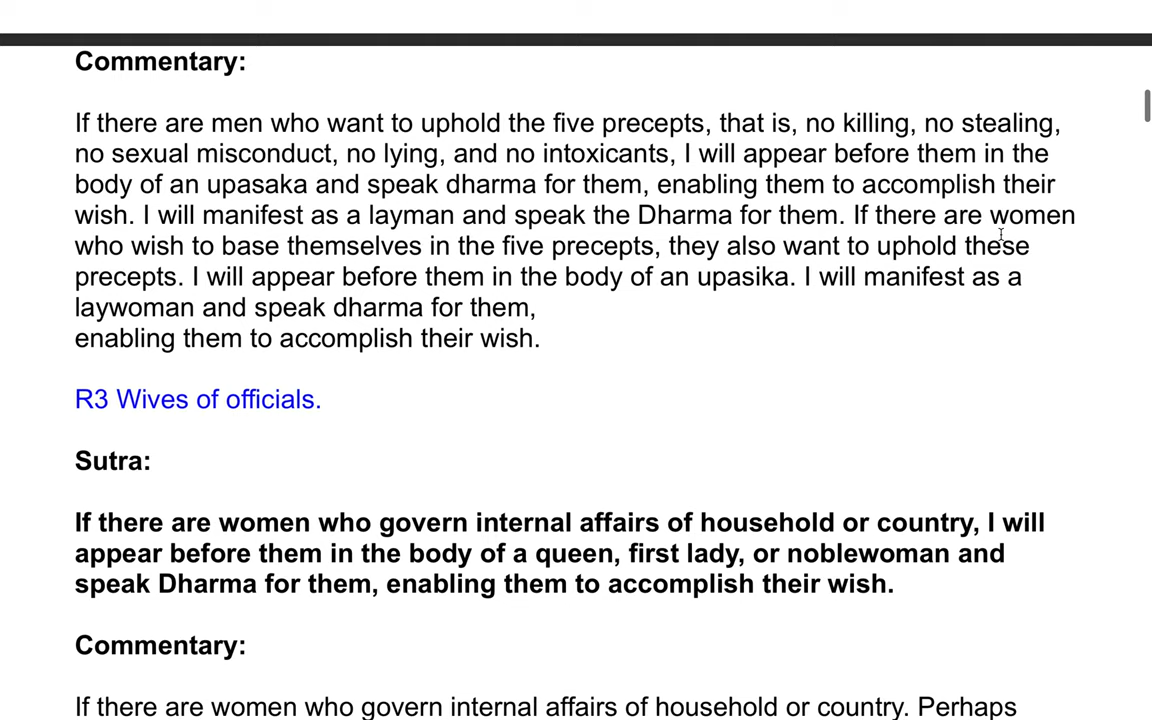 Commentary:
If there are men who want to uphold the five precepts, that is, no killing, no stealing,
no sexual misconduct, no lying, and no intoxicants, I will appear before them in the
body of an upasaka and speak dharma for them, enabling them to accomplish their
wish. I will manifest as a layman and speak the Dharma for them. If there are women
who wish to base themselves in the five precepts, they also want to uphold these
precepts. I will appear before them in the body of an upasika. I will manifest as a
laywoman and speak dharma for them,
enabling them to accomplish their wish.
R3 Wives of officials.
Sutra:
If there are women who govern internal affairs of household or country, I will
appear before them in the body of a queen, first lady, or noblewoman and
speak Dharma for them, enabling them to accomplish their wish.
Commentary:
If there are women who govern internal affairs of household or country. Perhaps